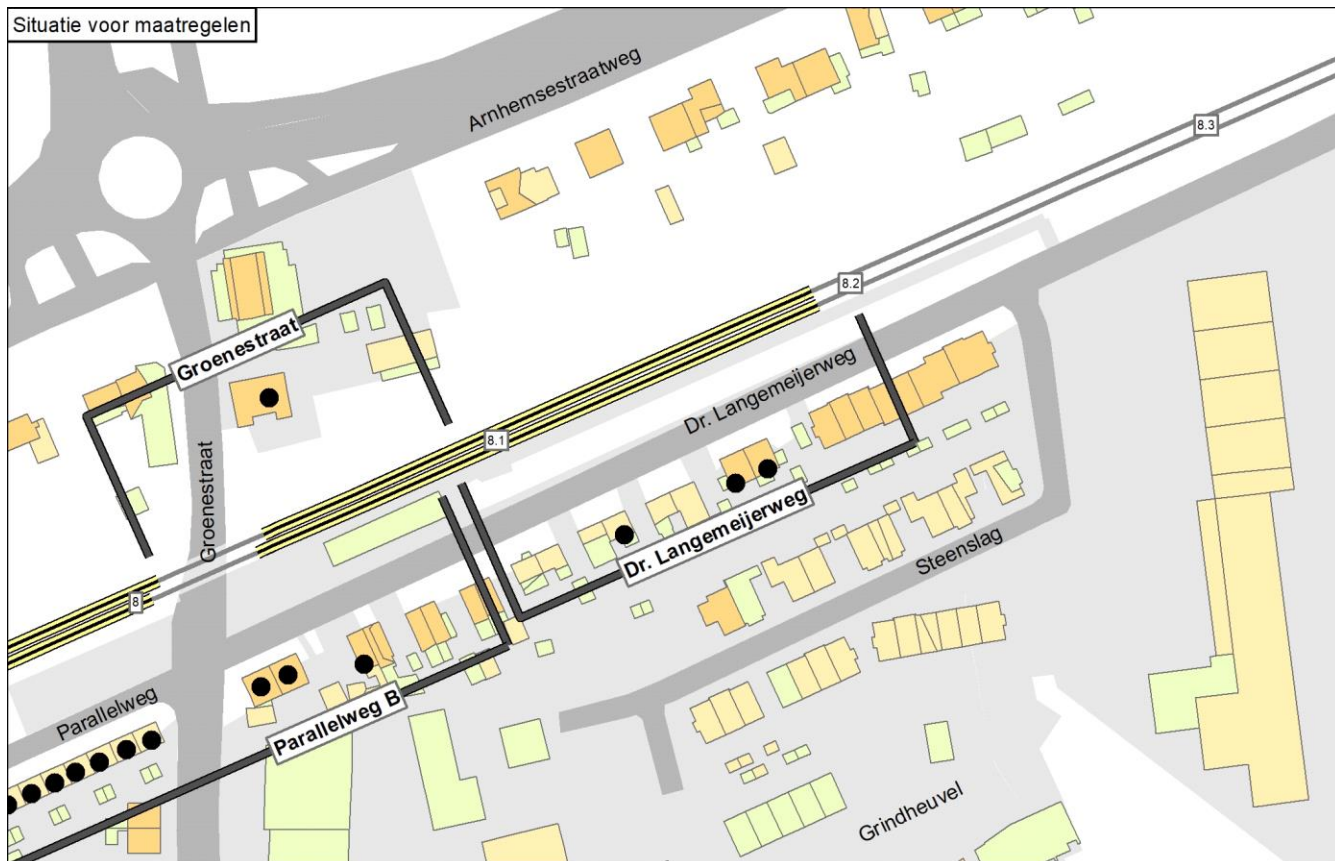 Situatie voor maatregelen
Arnhemsestraatweg
8.3
8.2
Groenestraat
Dr. Langemeijerweg
8.1
Groenestraat
Dr. Langemeijerweg
Steenslag
8
Parallelweg
Parallelweg B
Grindheuvel